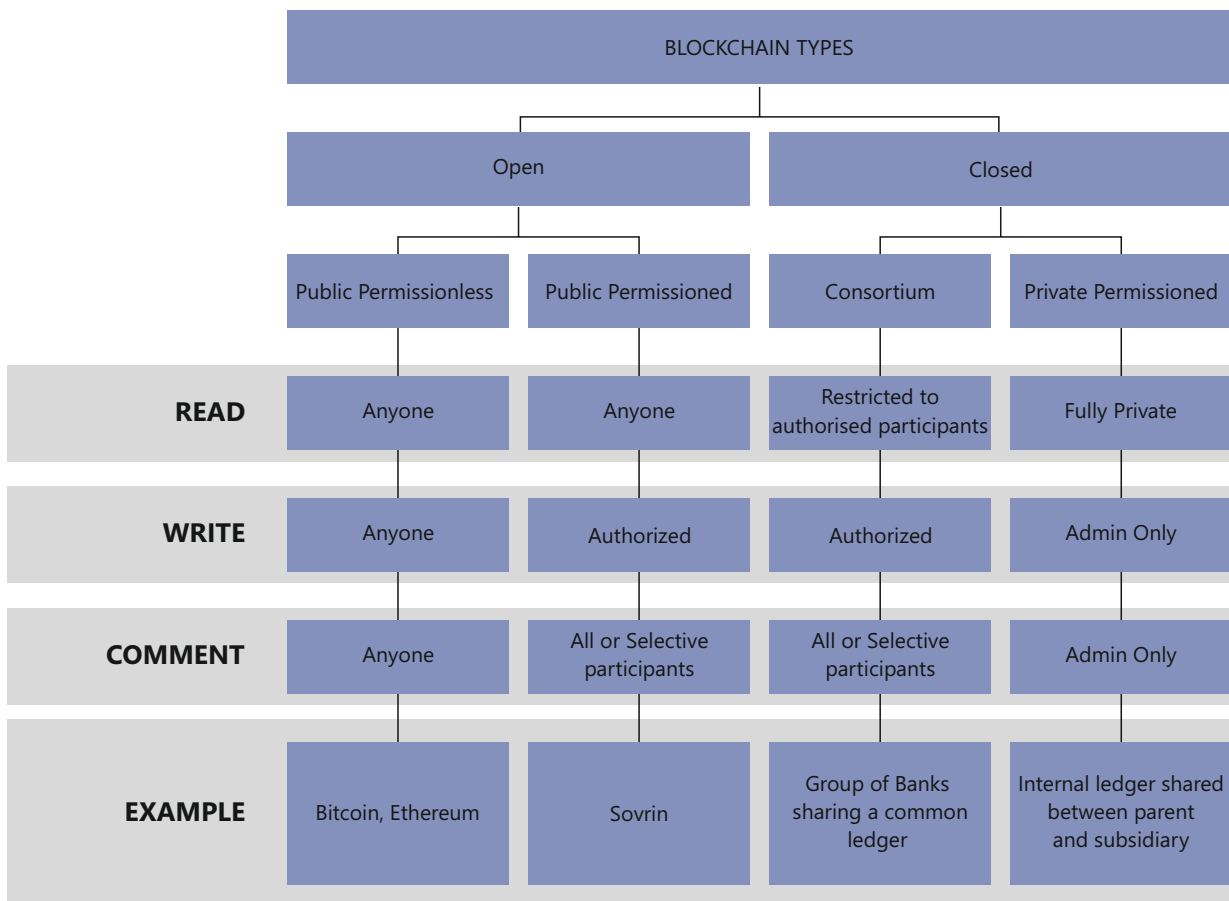 BLOCKCHAIN TYPES
Open
Closed
Public Permissionless
Public Permissioned
Consortium
Private Permissioned
READ
Anyone
Anyone
Restricted to
authorised participants
Fully Private
WRITE
Anyone
Authorized
Authorized
Admin Only
COMMENT
Anyone
All or Selective
participants
All or Selective
participants
Admin Only
EXAMPLE
Bitcoin, Ethereum
Sovrin
Group of Banks
sharing a common
ledger
Internal ledger shared
between parent
and subsidiary